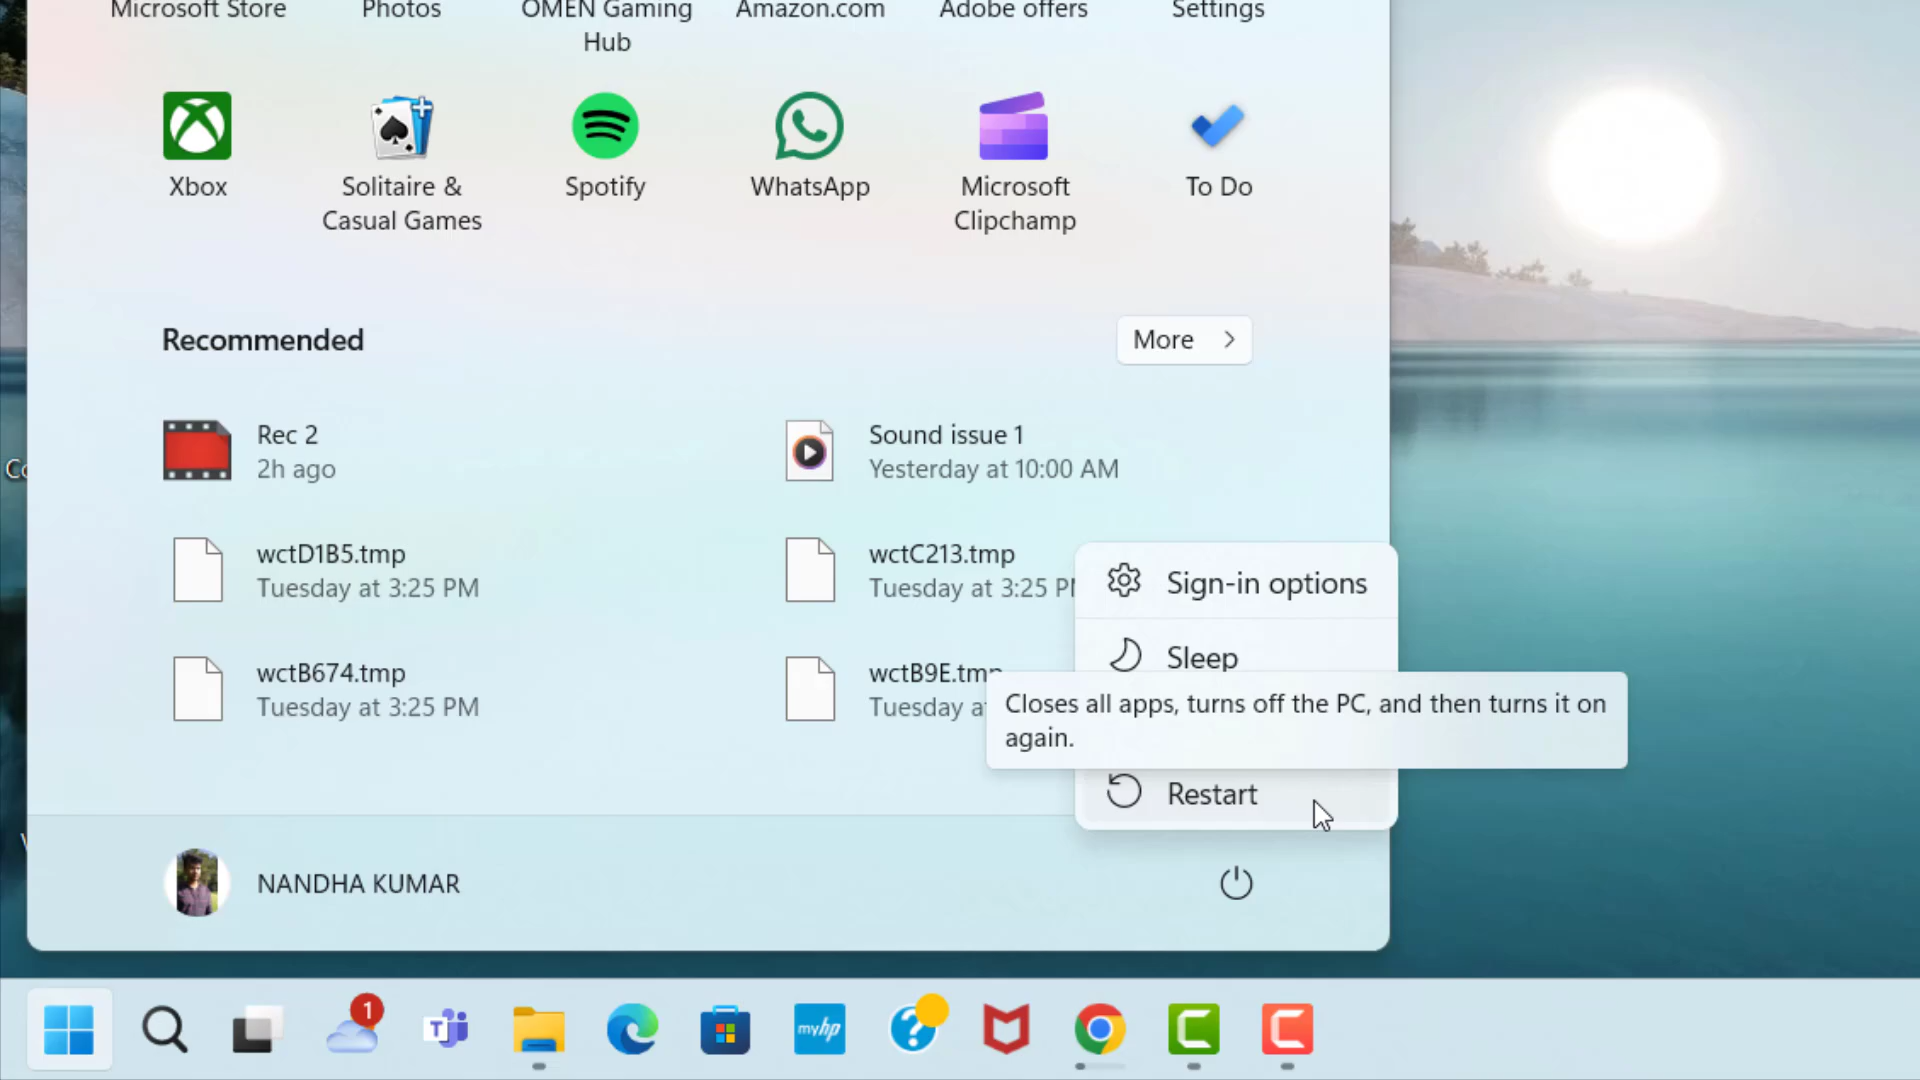 Microsoft Store
Photos
OMEN Gaming
Hub
Amazon.com
Adobe offers
Settings
Xbox
Solitaire &
Casual Games
Spotify
WhatsApp
Microsoft
Clipchamp
To Do
Recommended
More
Rec 2
2h ago
Sound issue 1
Yesterday at 10:00 AM
wctD1B5.tmp
Tuesday at 3:25 PM
wctC213.tmp
Tuesday at 3:25 PM
wctB674.tmp
Tuesday at 3:25 PM
wctB9E.tmp
Tuesday
Sign-in options
Sleep
Closes all apps, turns off the PC, and then turns it on
again.
Restart
NANDHA KUMAR
1
myhp